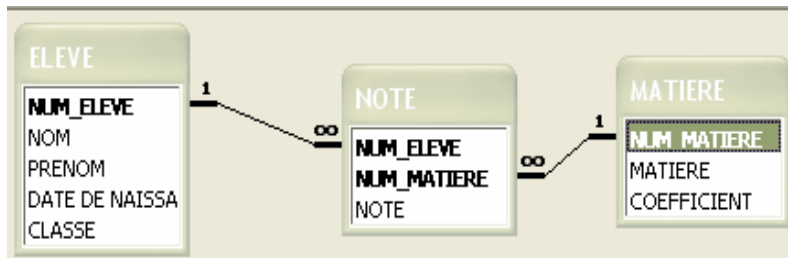 ELEVE
NUM_ELEVE
NOM
PRENOM
DATE DE NAISSA
CLASSE
1
∞
NOTE
NUM_ELEVE
NUM_MATIERE
NOTE
∞
1
MATIERE
NUM_MATIERE
MATIERE
COEFFICIENT